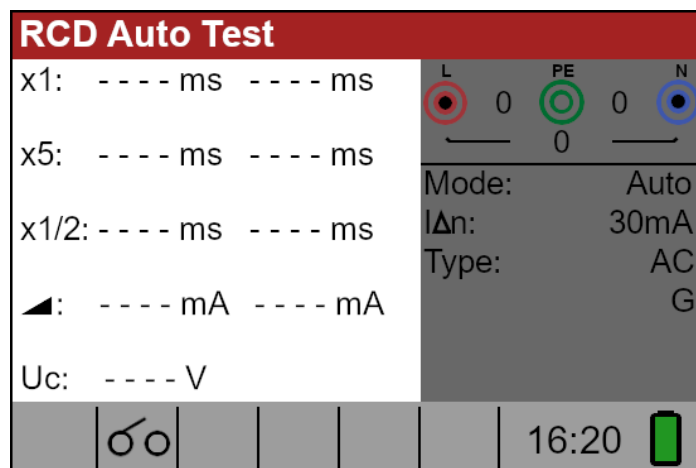 RCD Auto Test
x1: - - - - ms - - - - ms
x5: - - - - ms - - - - ms
x1/2: - - - - ms - - - - ms
◢: - - - - mA - - - - mA
Uc: - - - - V
L PE N
0 0
0
Mode: Auto
IΔn: 30mA
Type: AC
G
16:20